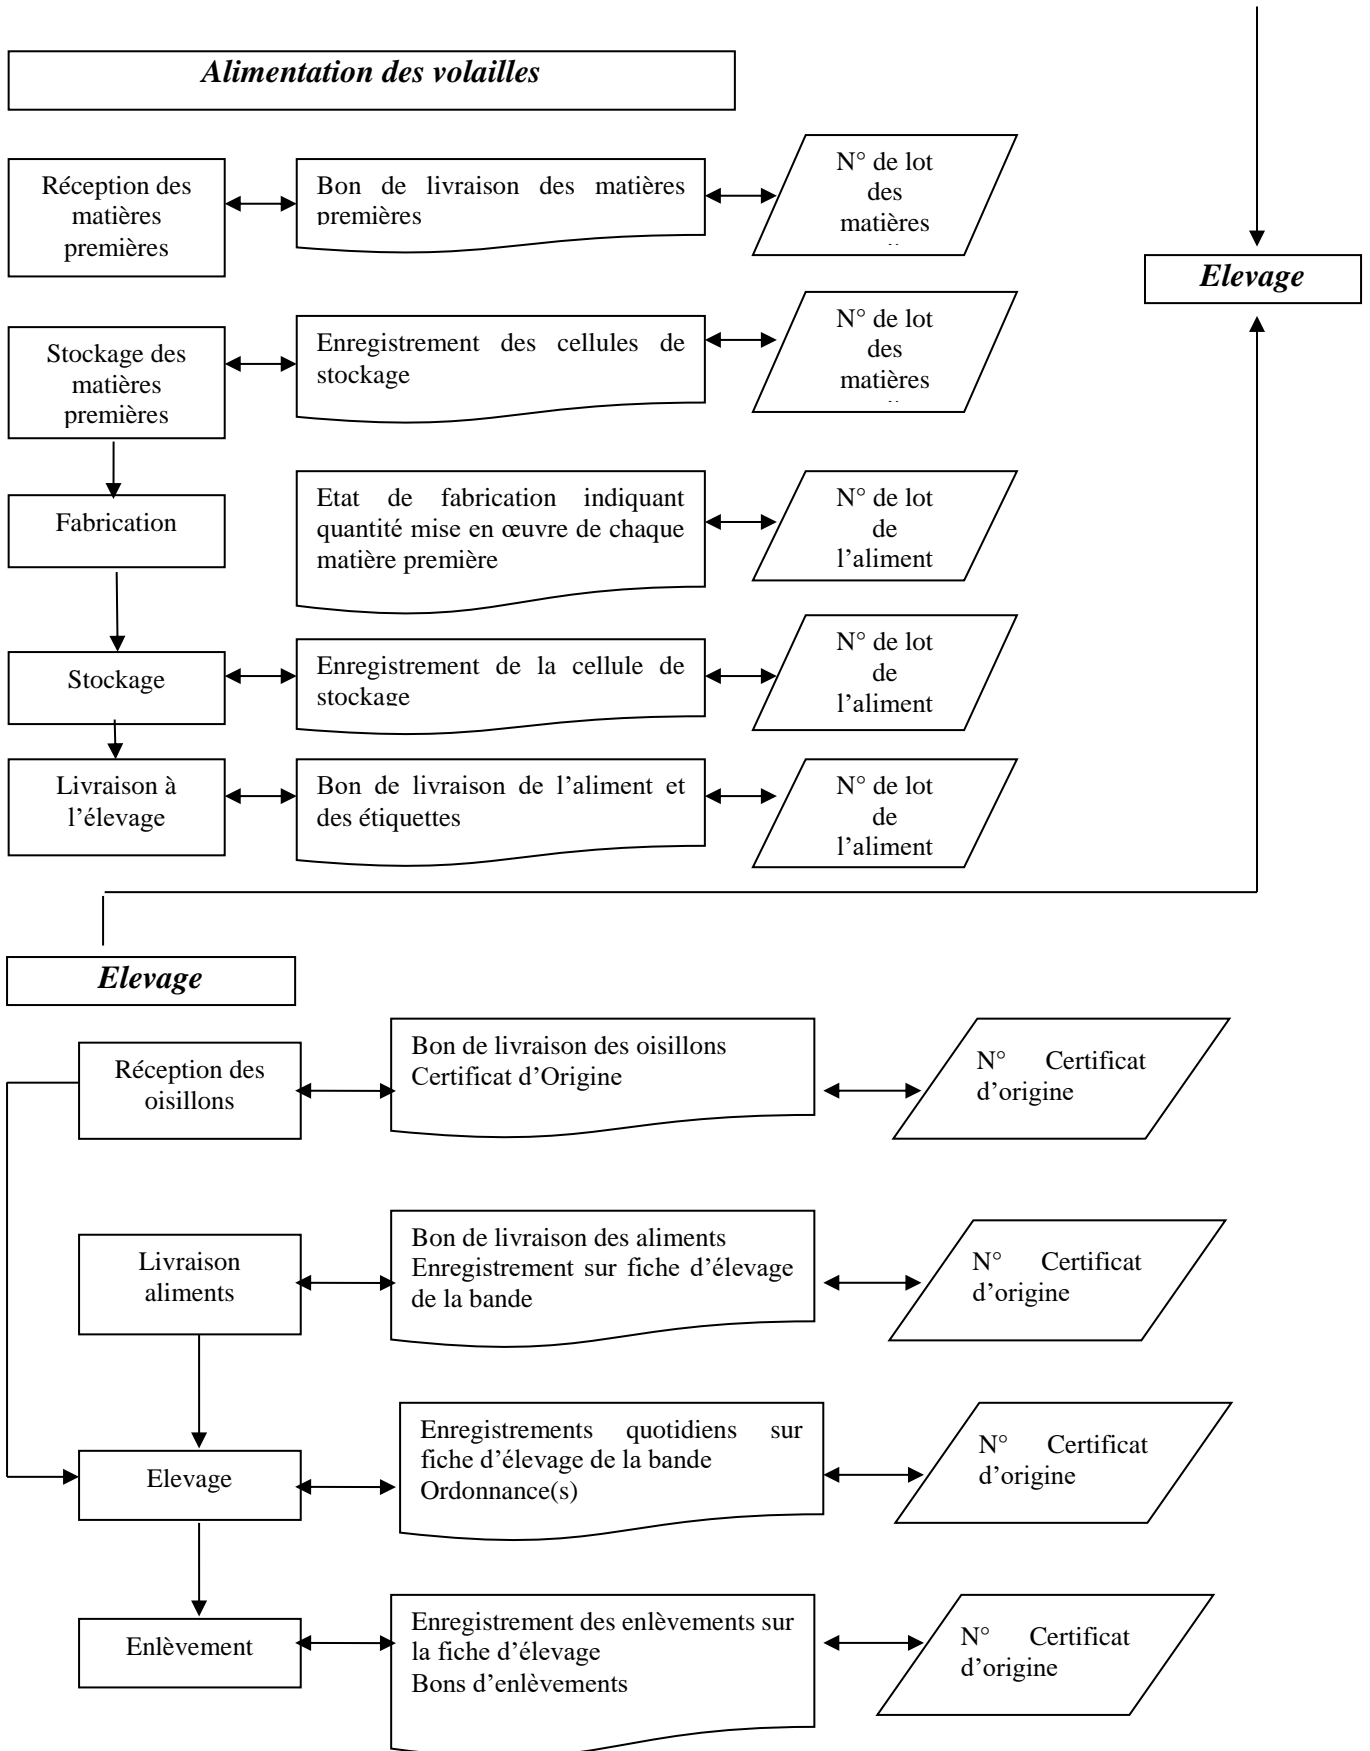 Alimentation des volailles
Réception des
matières
premières
Bon de livraison des matières
premières
N° de lot
des
matières
Elevage
Stockage des
matières
premières
Enregistrement des cellules de
stockage
N° de lot
des
matières
Fabrication
Etat de fabrication indiquant
quantité mise en œuvre de chaque
matière première
N° de lot
de
l’aliment
Stockage
Enregistrement de la cellule de
stockage
N° de lot
de
l’aliment
Livraison à
l’élevage
Bon de livraison de l’aliment et
des étiquettes
N° de lot
de
l’aliment
Elevage
Réception des
oisillons
Bon de livraison des oisillons
Certificat d’Origine
N° Certificat
d’origine
Livraison
aliments
Bon de livraison des aliments
Enregistrement sur fiche d’élevage
de la bande
N° Certificat
d’origine
Elevage
Enregistrements quotidiens sur
fiche d’élevage de la bande
Ordonnance(s)
N° Certificat
d’origine
Enlèvement
Enregistrement des enlèvements sur
la fiche d’élevage
Bons d’enlèvements
N° Certificat
d’origine